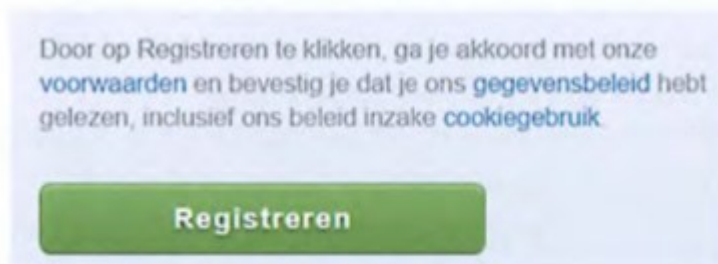 Door op Registreren te klikken, ga je akkoord met onze
voorwaarden en bevestig je dat je ons gegevensbeleid hebt
gelezen, inclusief ons beleid inzake cookiegebruik
Registreren